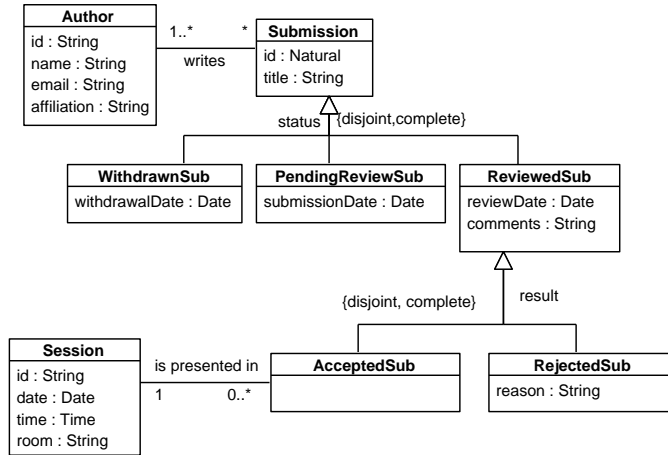 Author
id : String
name : String
email : String
affiliation : String
1..*
*
writes
Submission
id : Natural
title : String
status
{disjoint,complete}
WithdrawnSub
withdrawalDate : Date
PendingReviewSub
submissionDate : Date
ReviewedSub
reviewDate : Date
comments : String
{disjoint, complete}
result
Session
id : String
date : Date
time : Time
room : String
is presented in
1
0..*
AcceptedSub
RejectedSub
reason : String